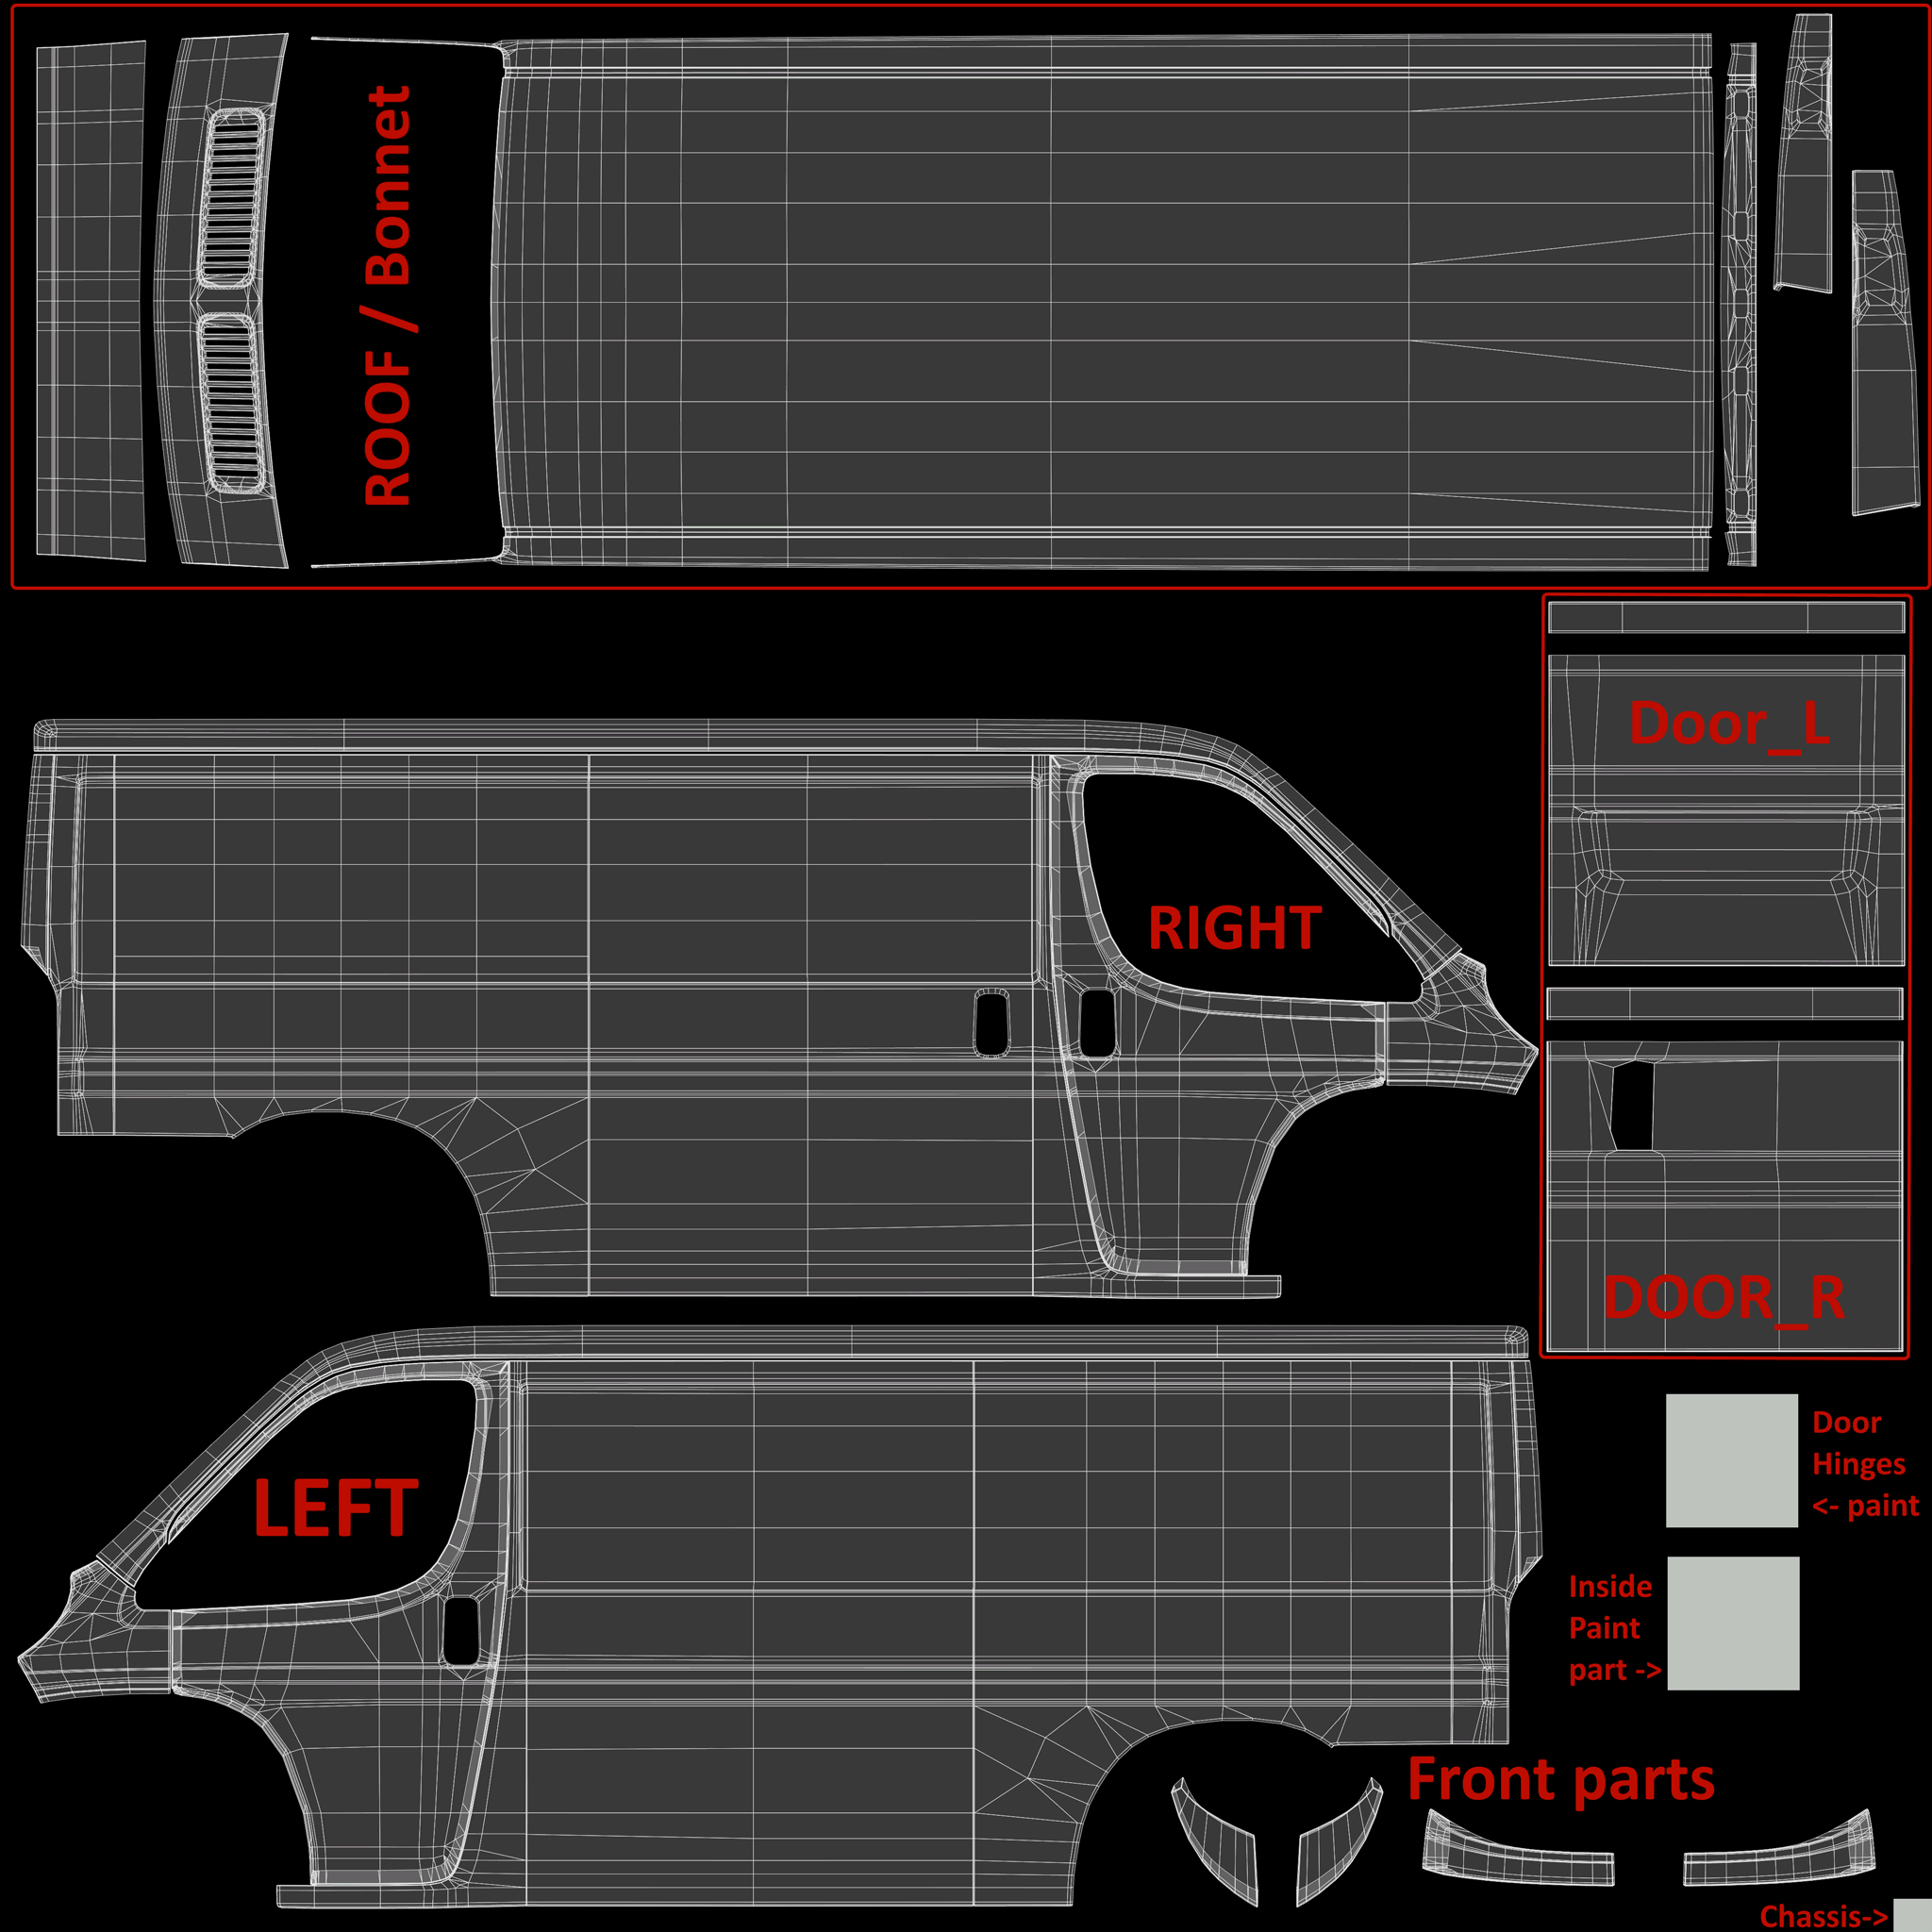 ROOF / Bonnet
Door_L
RIGHT
DOOR_R
LEFT
Door
Hinges
<- paint
Inside
Paint
part ->
Front parts
Chassis->